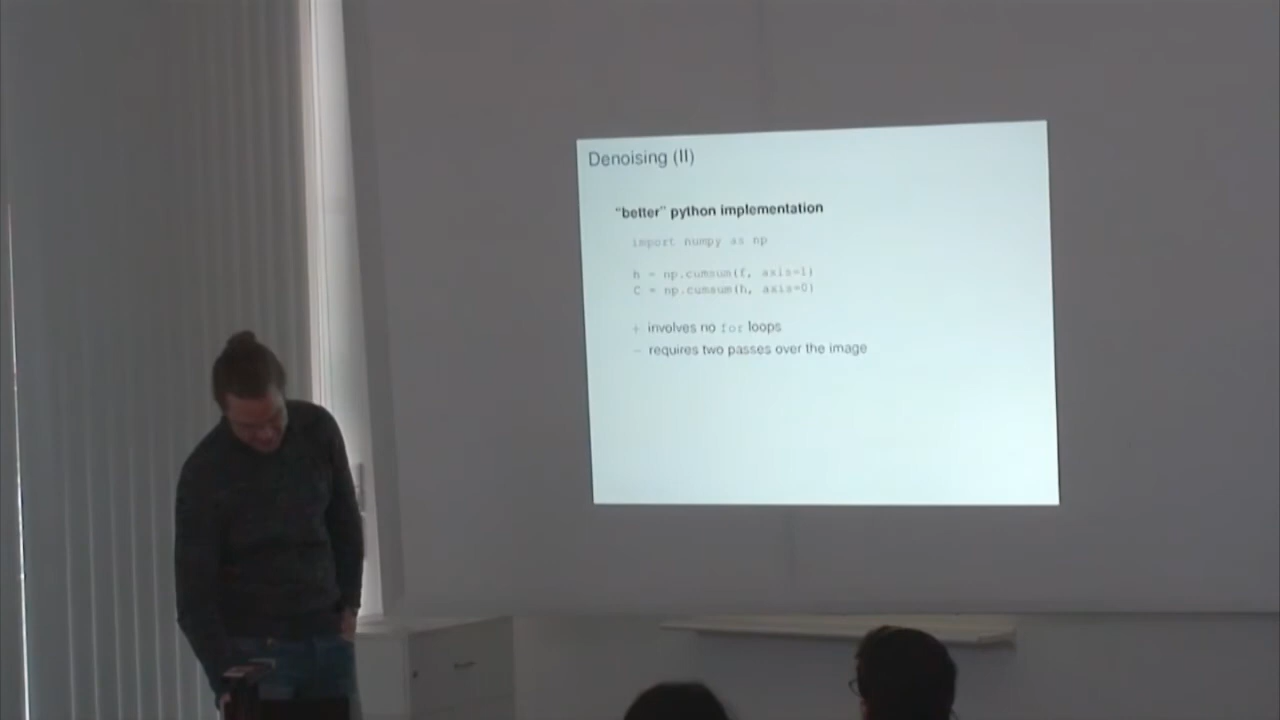 Denoising (II)
"better" python implementation
import numpy as np
h = np.cumsum(f, axis=1)
C = np.cumsum(h, axis=0)
+ involves no for loops
− requires two passes over the image